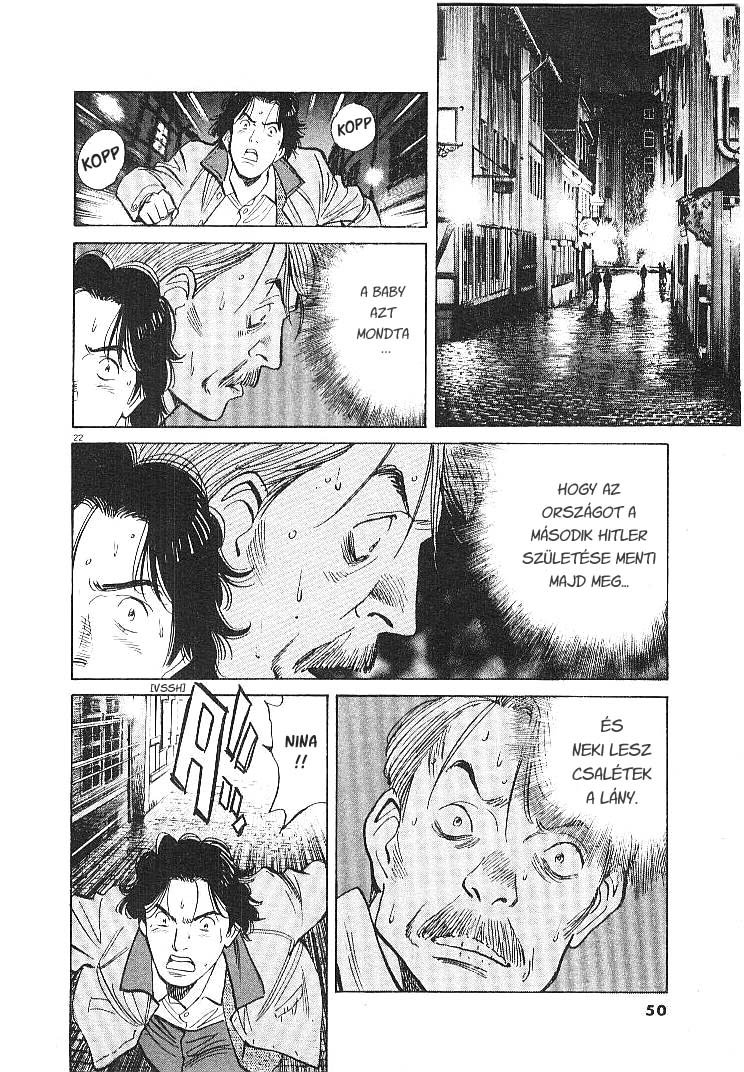 KOPP
KOPP
A BABY
AZT
MONDTA
...
22
HOGY AZ
ORSZÁGOT A
MÁSODIK HITLER
SZÜLETÉSE MENTI
MAJD MEG...
ÉS
NEKI LESZ
CSALÉTEK
A LÁNY.
[VSSH]
NINA
!!
50